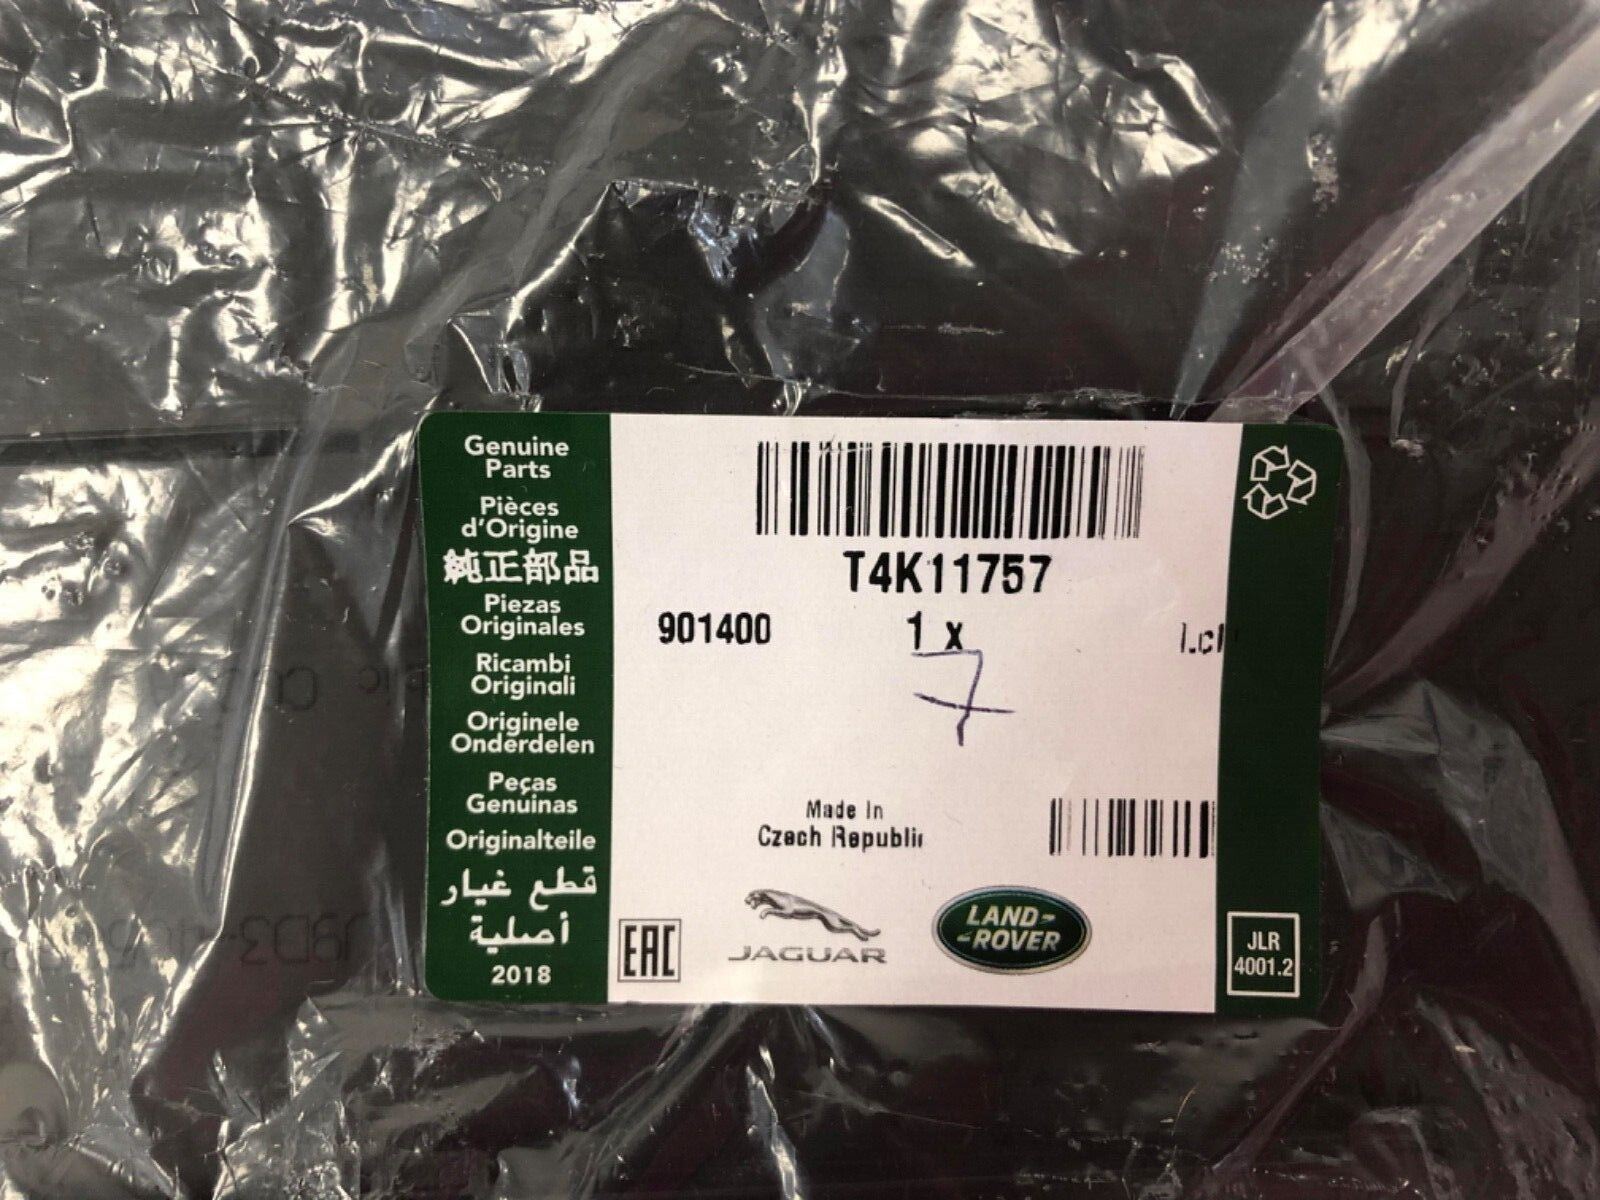 Genuine
Parts
Pièces
d'Origine
純正部品
Piezas
Originales
Ricambi
Originali
Originele
Onderdelen
Peças
Genuinas
Originalteile
قطع غيار
أصلية
2018
T4K11757
901400
1 x
7
Made In
Czech Republic
EAC
JAGUAR
LAND-
-ROVER
JLR
4001.2